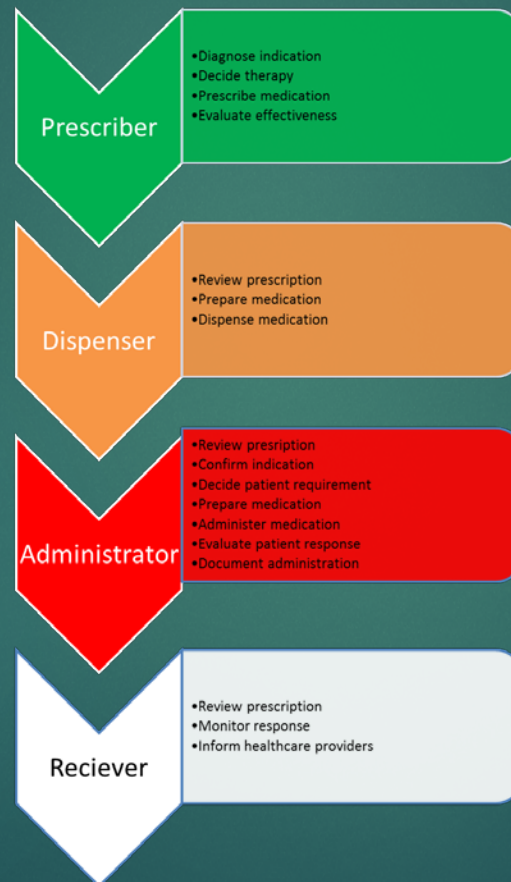 Prescriber
•Diagnose indication
•Decide therapy
•Prescribe medication
•Evaluate effectiveness
Dispenser
•Review prescription
•Prepare medication
•Dispense medication
Administrator
•Review presription
•Confirm indication
•Decide patient requirement
•Prepare medication
•Administer medication
•Evaluate patient response
•Document administration
Reciever
•Review prescription
•Monitor response
•Inform healthcare providers